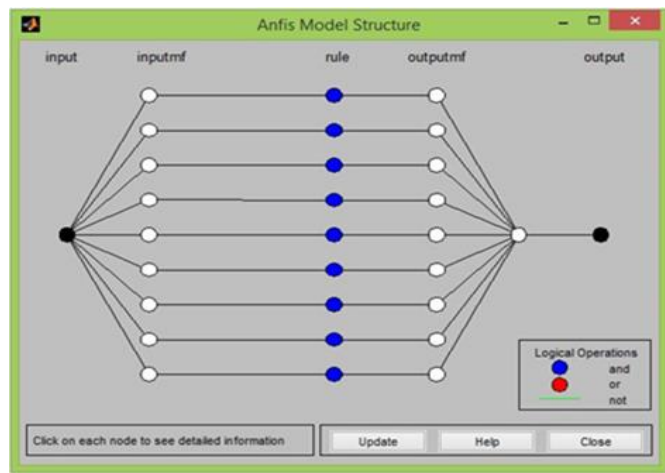 Anfis Model Structure
input inputmf rule outputmf output
Logical Operations
and
or
not
Click on each node to see detailed information
Update Help Close